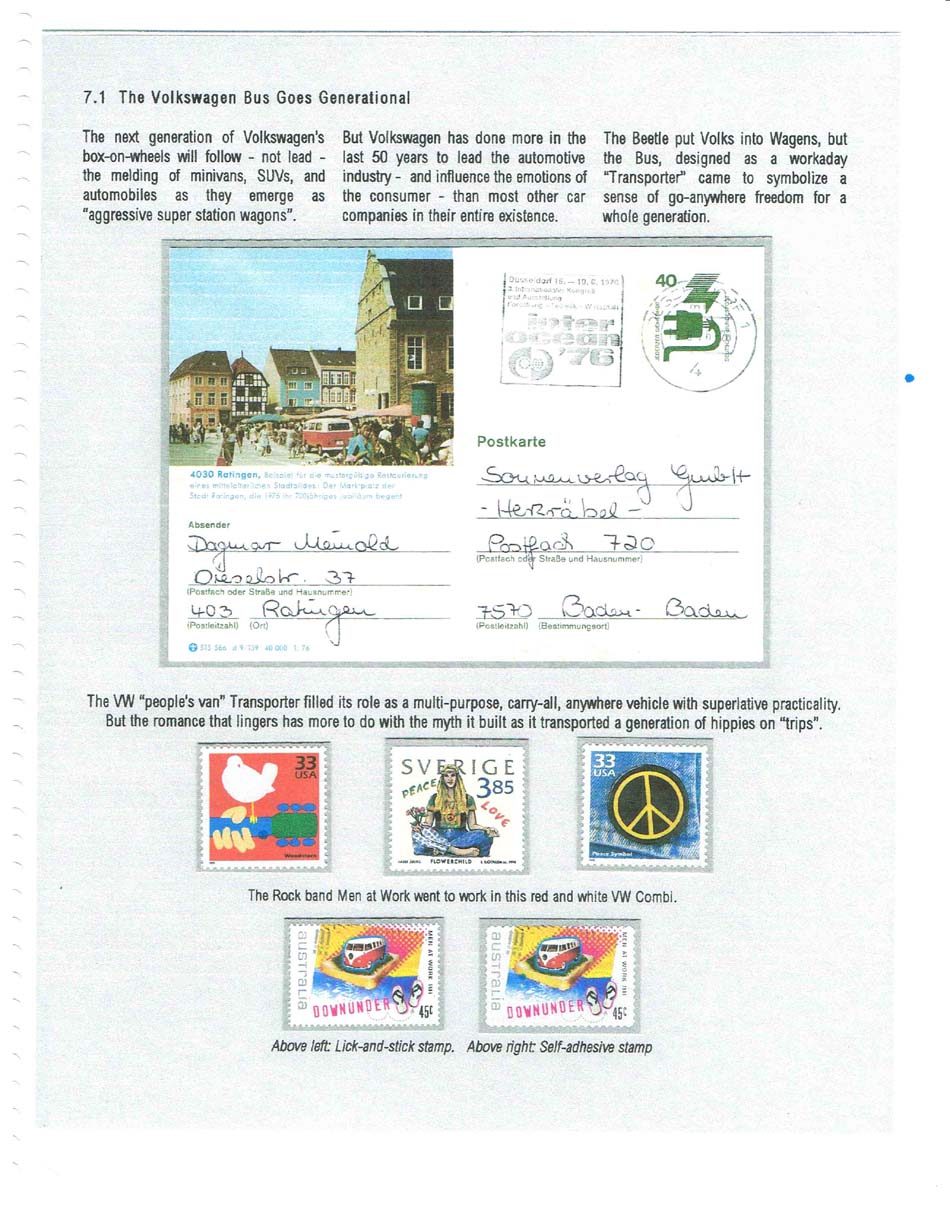 7.1 The Volkswagen Bus Goes Generational
The next generation of Volkswagen's
box-on-wheels will follow - not lead -
the melding of minivans, SUVs, and
automobiles as they emerge as
"aggressive super station wagons".
But Volkswagen has done more in the
last 50 years to lead the automotive
industry - and influence the emotions of
the consumer - than most other car
companies in their entire existence.
The Beetle put Volks into Wagens, but
the Bus, designed as a workaday
"Transporter" came to symbolize a
sense of go-anywhere freedom for a
whole generation.
Düsseldorf 15. — 19. 6. 1976
3. Internationaler Kongreß
und Ausstellung
Forschung - Technik - Wirtschaft
inter
ocean
'76
40
4
4030 Ratingen, Beispiel für die mustergültige Restaurierung
eines mittelalterlichen Stadtbildes: Der Marktplatz der
Stadt Ratingen, die 1976 ihr 700jähriges Jubiläum begeht
Absender
Dagmar Meinold
Dieselstr. 37
(Postfach oder Straße und Hausnummer)
403 Ratingen
(Postleitzahl) (Ort)
Postkarte
Sonnenverlag GmbH
- Herzräbel -
Postfach 720
(Postfach oder Straße und Hausnummer)
7570 Baden- Baden
(Postleitzahl) (Bestimmungsort)
The VW "people's van" Transporter filled its role as a multi-purpose, carry-all, anywhere vehicle with superlative practicality.
But the romance that lingers has more to do with the myth it built as it transported a generation of hippies on "trips".
33
USA
Woodstock
SVERIGE
3 85
PEACE
LOVE
FLOWERCHILD
33
USA
Peace Symbol
The Rock band Men at Work went to work in this red and white VW Combi.
AUSTRALIA
MEN AT WORK 1981
DOWNUNDER
45c
AUSTRALIA
MEN AT WORK 1981
DOWNUNDER
45c
Above left: Lick-and-stick stamp. Above right: Self-adhesive stamp